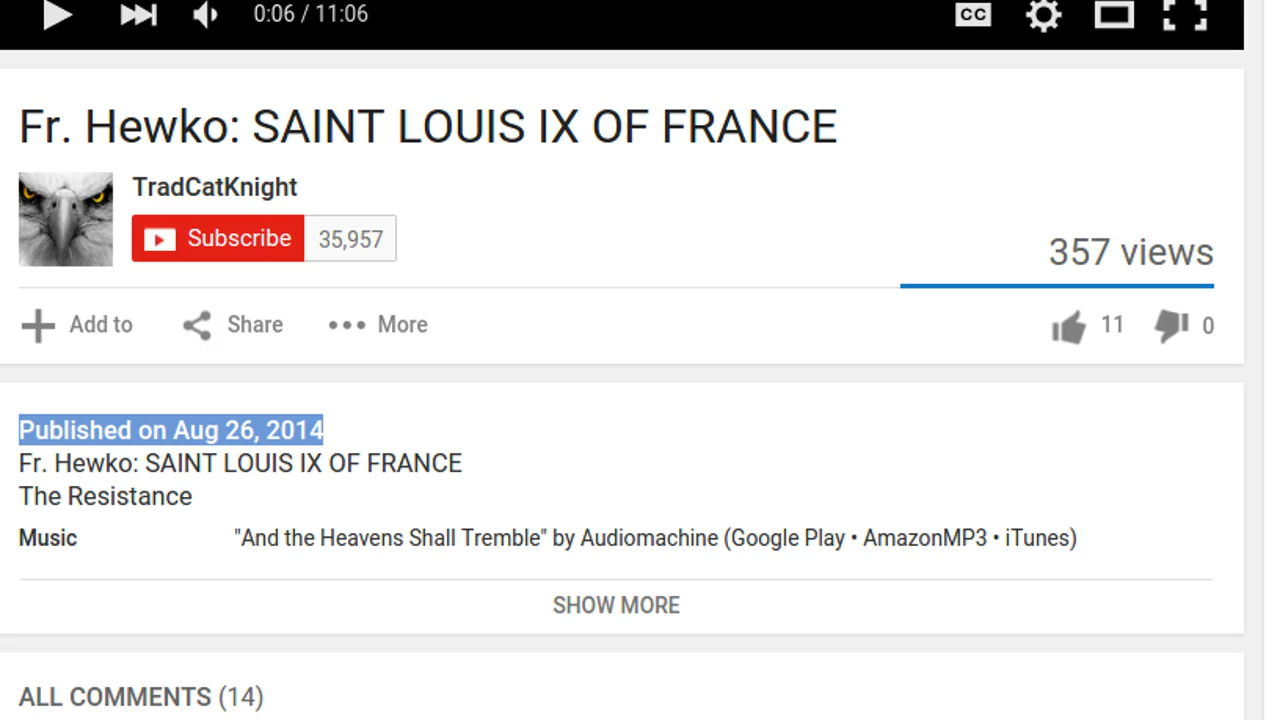 0:06 / 11:06
CC
Fr. Hewko: SAINT LOUIS IX OF FRANCE
TradCatKnight
Subscribe 35,957
357 views
Add to Share More 11 0
Published on Aug 26, 2014
Fr. Hewko: SAINT LOUIS IX OF FRANCE
The Resistance
Music "And the Heavens Shall Tremble" by Audiomachine (Google Play • AmazonMP3 • iTunes)
SHOW MORE
ALL COMMENTS (14)